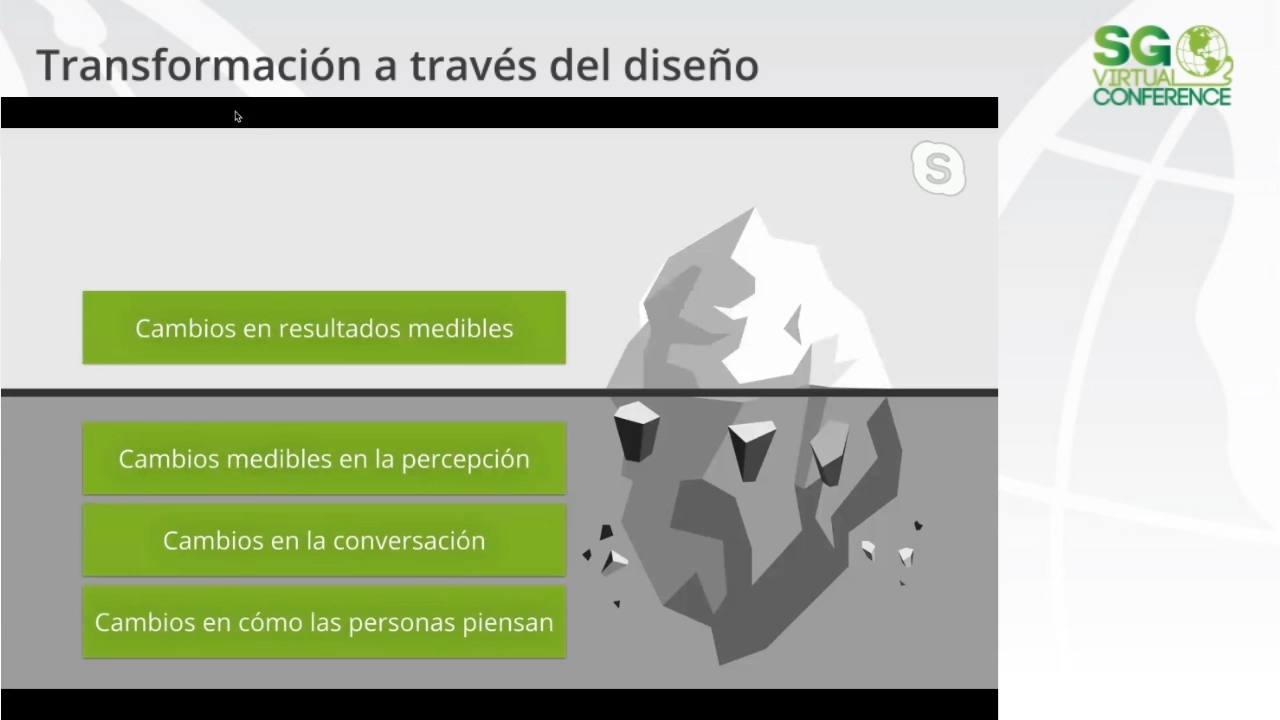 Transformación a través del diseño
SG
VIRTUAL
CONFERENCE
S
Cambios en resultados medibles
Cambios medibles en la percepción
Cambios en la conversación
Cambios en cómo las personas piensan